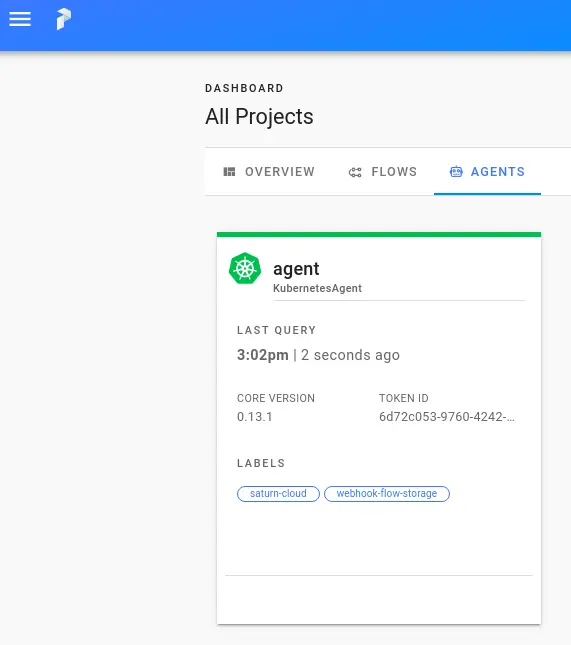 DASHBOARD
All Projects
OVERVIEW FLOWS AGENTS
agent
KubernetesAgent
LAST QUERY
3:02pm | 2 seconds ago
CORE VERSION TOKEN ID
0.13.1 6d72c053-9760-4242-...
LABELS
saturn-cloud webhook-flow-storage